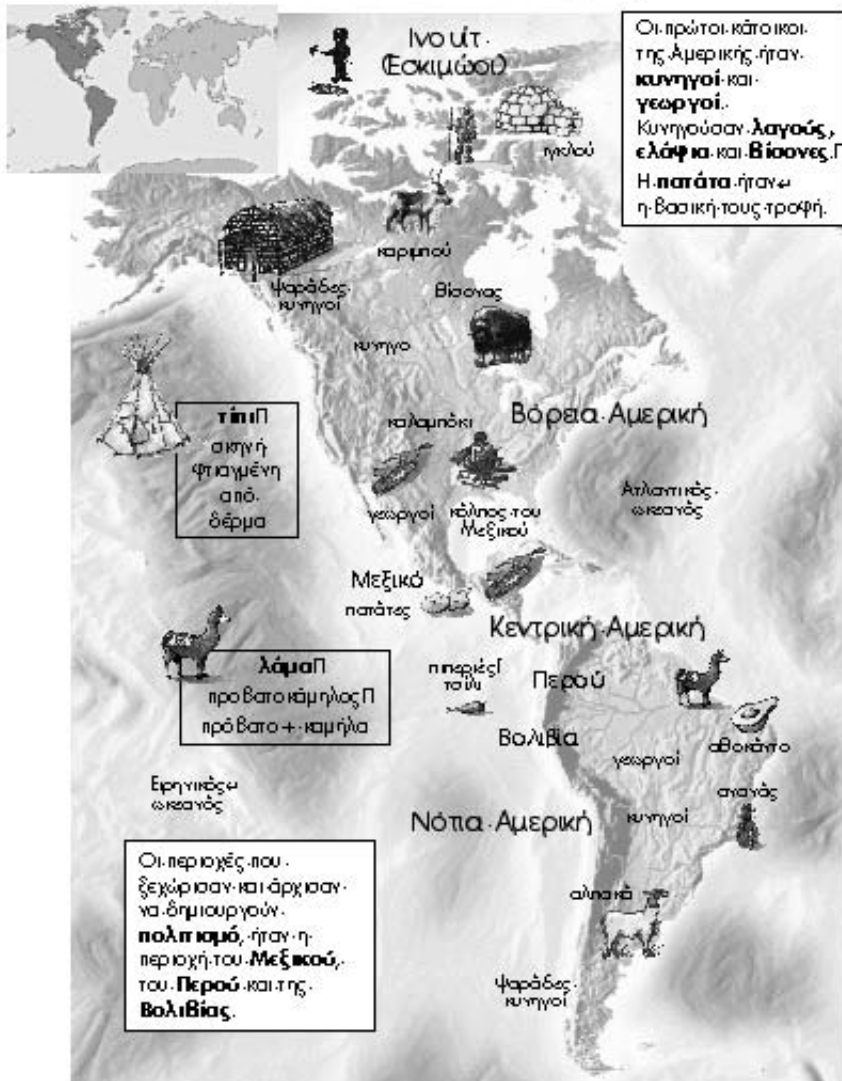 Ινουίτ
(Εσκιμώοι)
Οι πρώτοι κάτοικοι
της Αμερικής ήταν
κυνηγοί και
γεωργοί.
Κυνηγούσαν λαγούς,
ελάφια και βίσονες.
Η πατάτα ήταν
η βασική τους τροφή.
ιγκλού
καριμπού
ψαράδες
κυνηγοί
βίσονας
κυνηγο
τίπι
σκηνή
φτιαγμένη
από
δέρμα
καλαμπόκι
Βόρεια Αμερική
γεωργοί
κόλπος του
Μεξικού
Ατλαντικός
ωκεανός
Μεξικό
πατάτες
Κεντρική Αμερική
λάμα
προβατοκάμηλος
πρόβατο + καμήλα
πιπεριές
τσίλι
Περού
Βολιβία
αβοκάντο
γεωργοί
Ειρηνικός
ωκεανός
ανανάς
Νότια Αμερική
κυνηγοί
Οι περιοχές που
ξεχώρισαν και άρχισαν
να δημιουργούν
πολιτισμό, ήταν η
περιοχή του Μεξικού,
του Περού και της
Βολιβίας.
αλπακά
ψαράδες
κυνηγοί